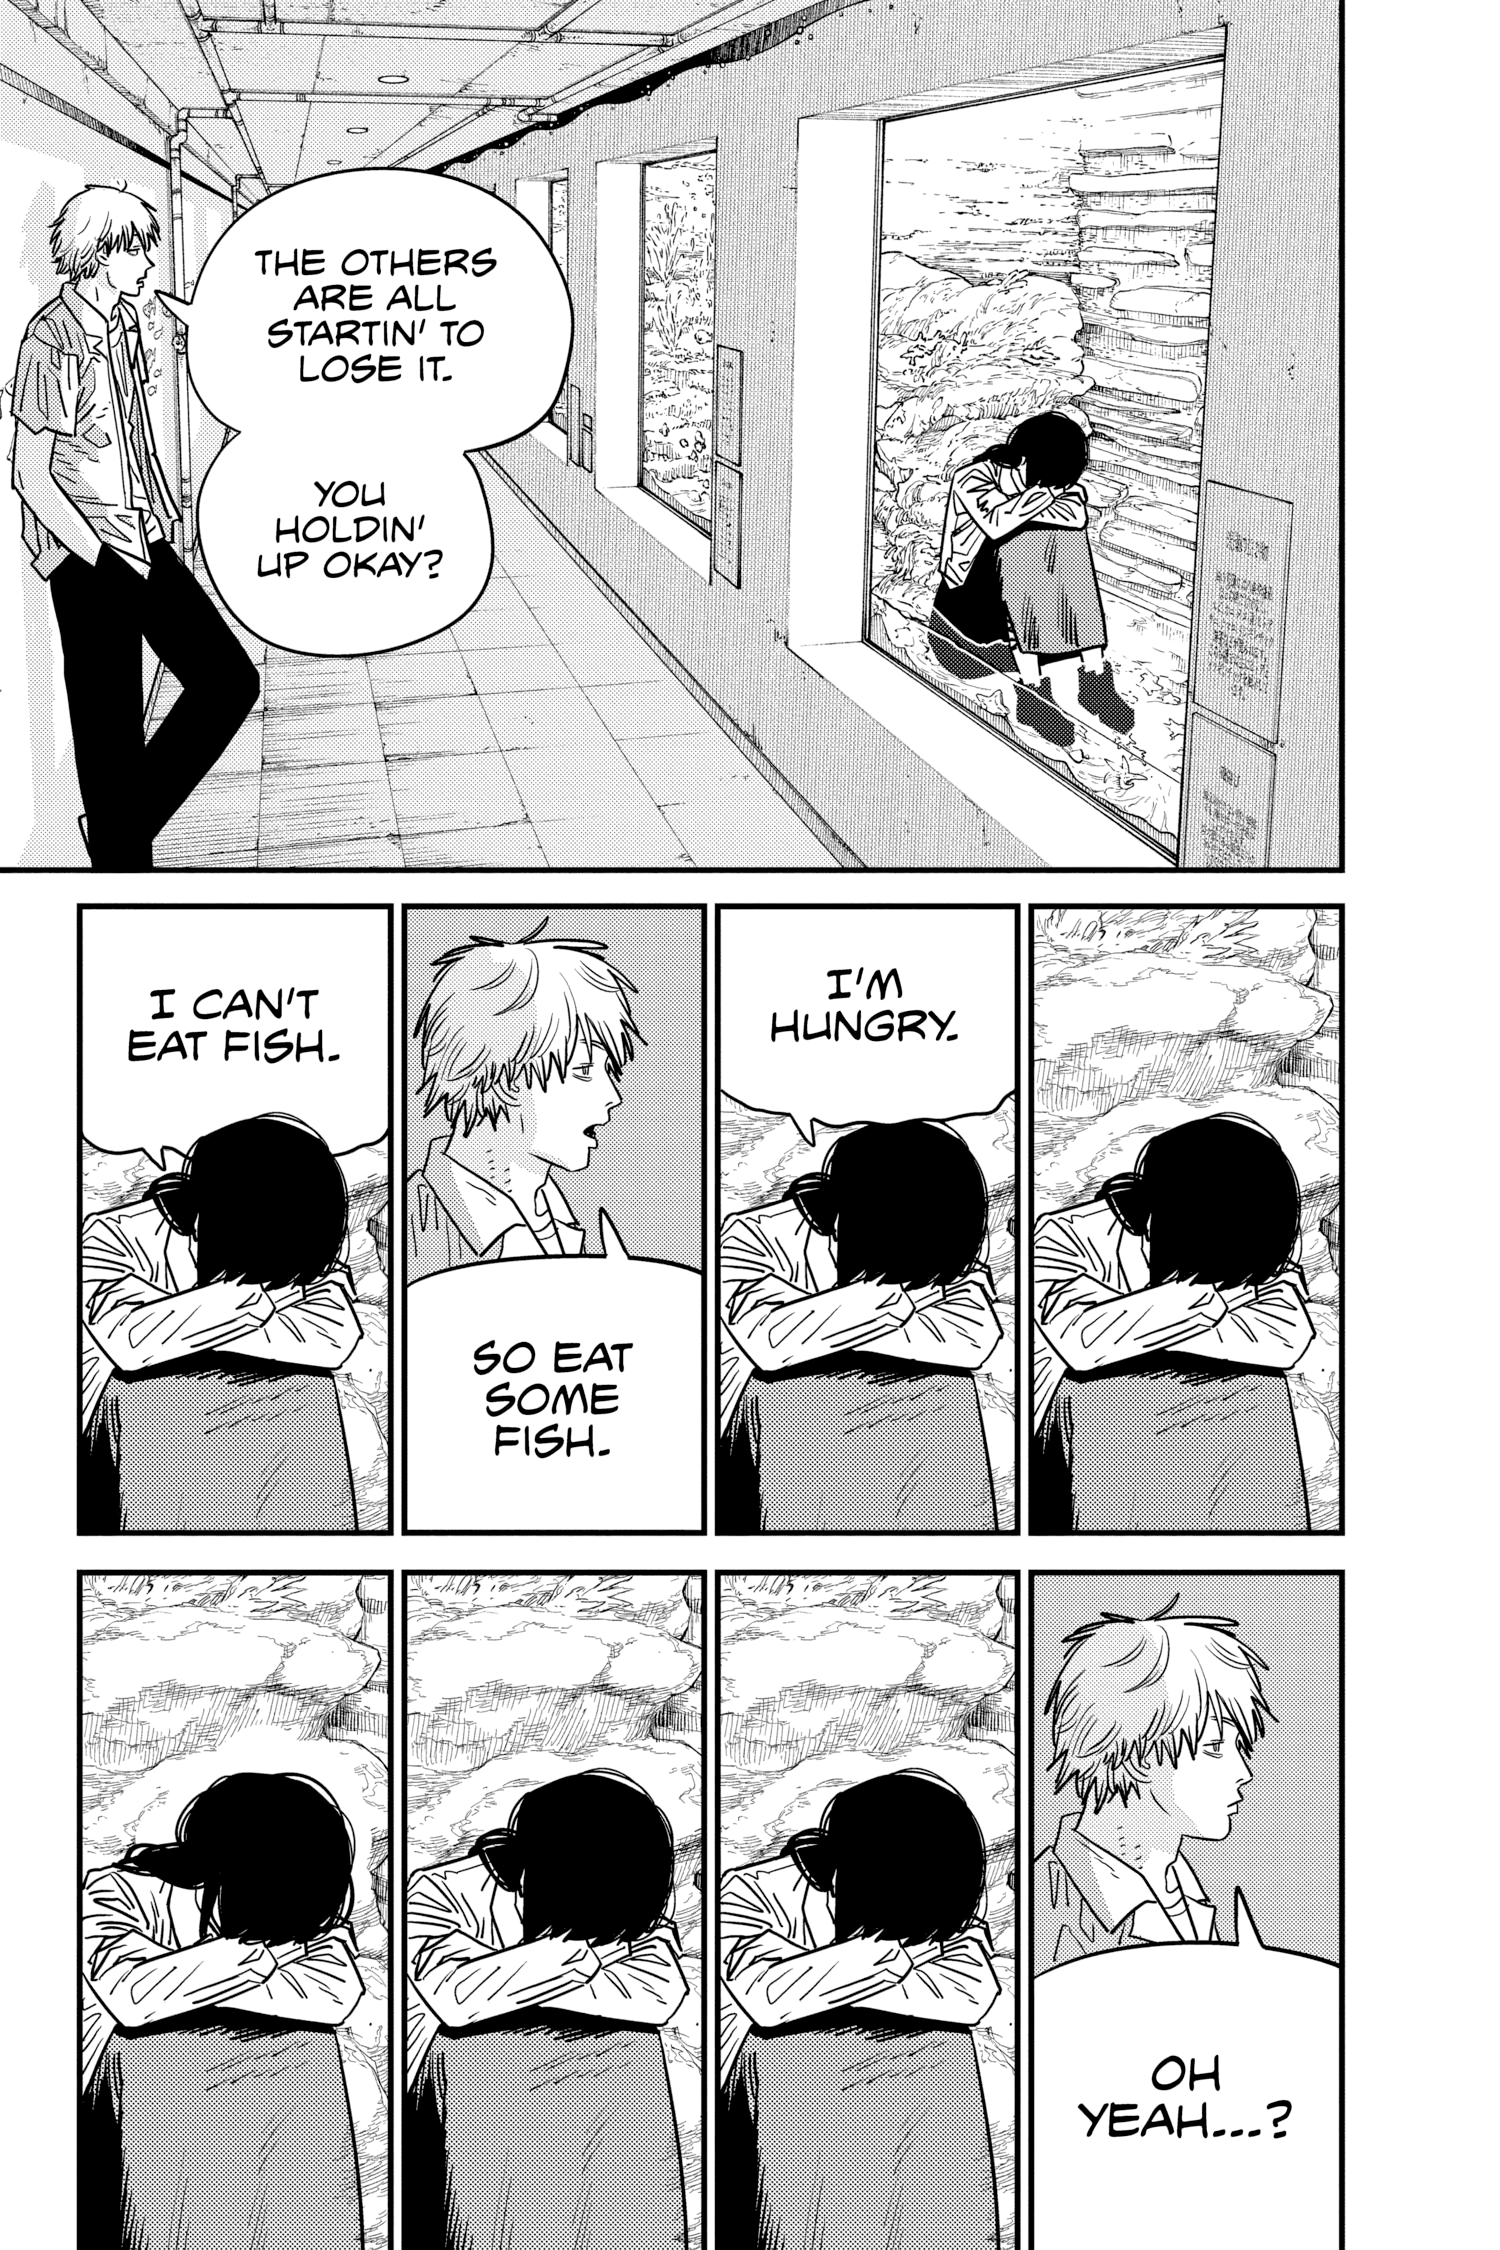 THE OTHERS
ARE ALL
STARTIN' TO
LOSE IT.
YOU
HOLDIN'
UP OKAY?
I'M
HUNGRY.
SO EAT
SOME
FISH.
I CAN'T
EAT FISH.
OH
YEAH...?